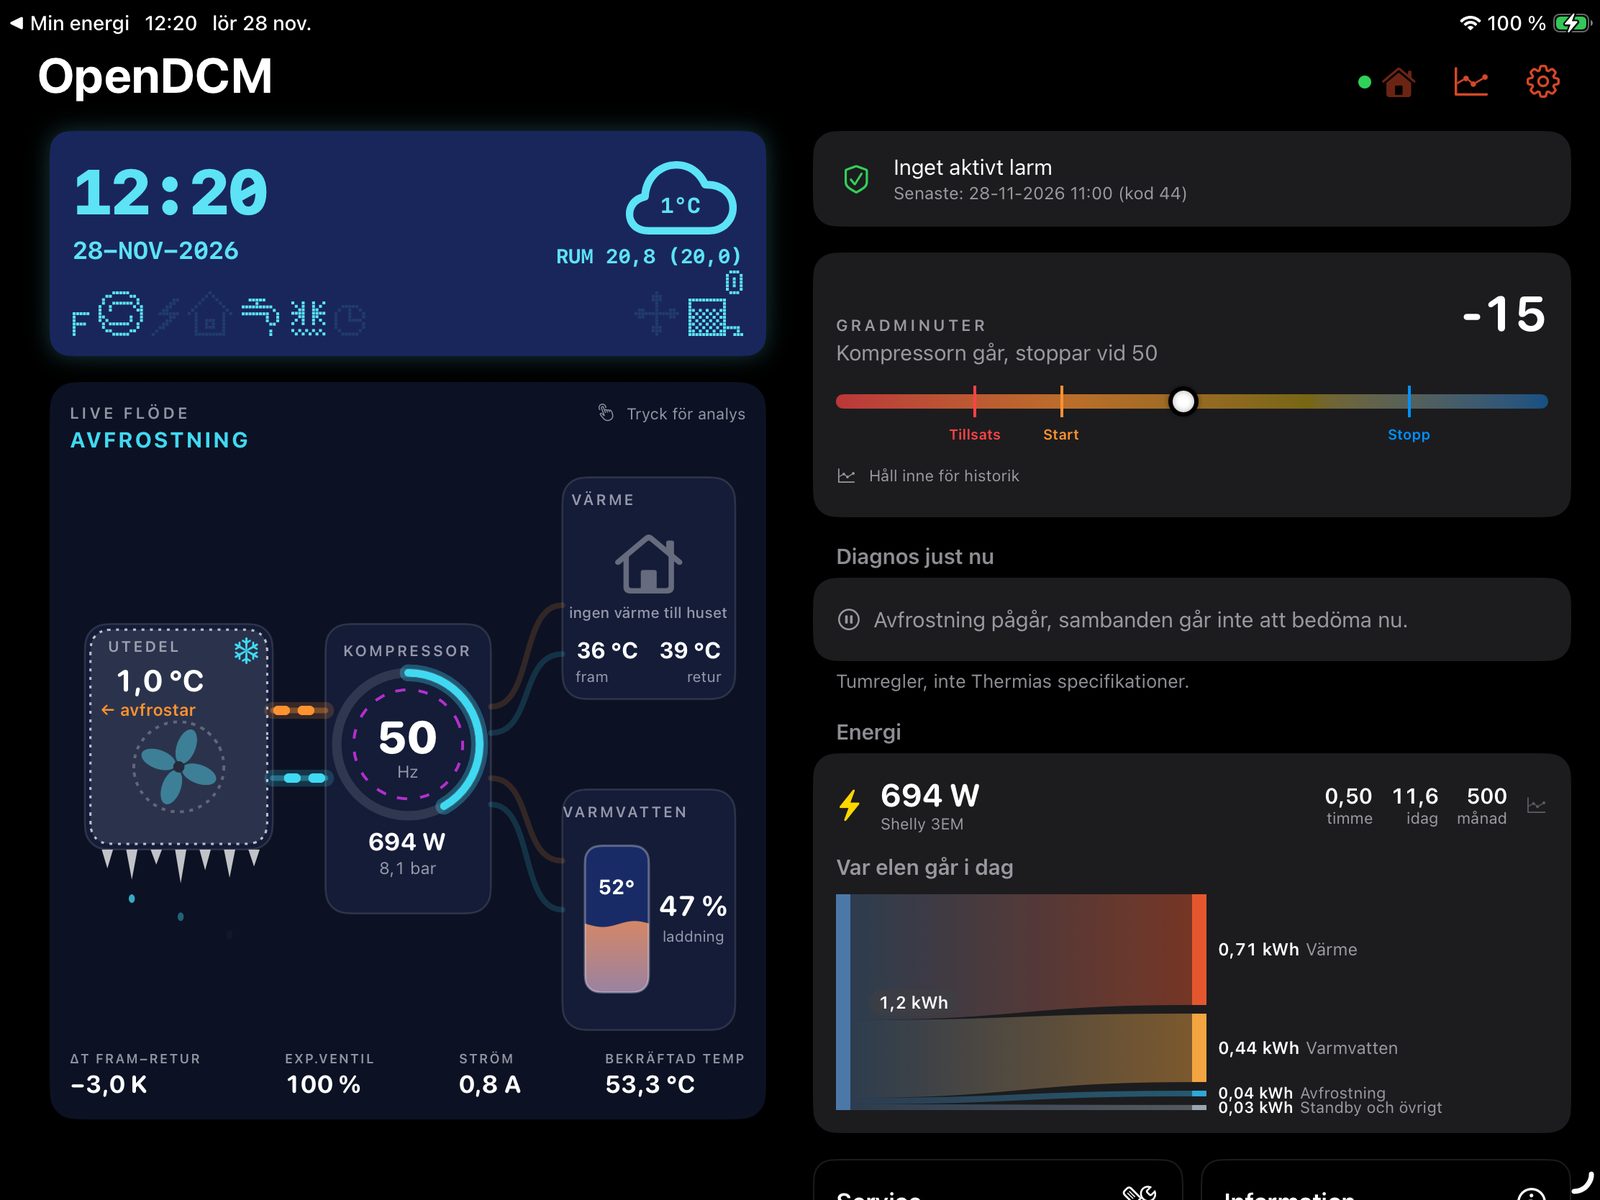 ◀ Min energi 12:20 lör 28 nov.
100 %
OpenDCM
12:20
1°C
28-NOV-2026
RUM 20,8 (20,0)
0
F
LIVE FLÖDE
Tryck för analys
AVFROSTNING
VÄRME
ingen värme till huset
36 °C 39 °C
fram retur
UTEDEL
1,0 °C
← avfrostar
KOMPRESSOR
50
Hz
694 W
8,1 bar
VARMVATTEN
52°
47 %
laddning
ΔT FRAM–RETUR
−3,0 K
EXP.VENTIL
100 %
STRÖM
0,8 A
BEKRÄFTAD TEMP
53,3 °C
Inget aktivt larm
Senaste: 28-11-2026 11:00 (kod 44)
-15
GRADMINUTER
Kompressorn går, stoppar vid 50
Tillsats Start Stopp
Håll inne för historik
Diagnos just nu
Avfrostning pågår, sambanden går inte att bedöma nu.
Tumregler, inte Thermias specifikationer.
Energi
694 W
Shelly 3EM
0,50 11,6 500
timme idag månad
Var elen går i dag
1,2 kWh
0,71 kWh Värme
0,44 kWh Varmvatten
0,04 kWh Avfrostning
0,03 kWh Standby och övrigt
Service
Information